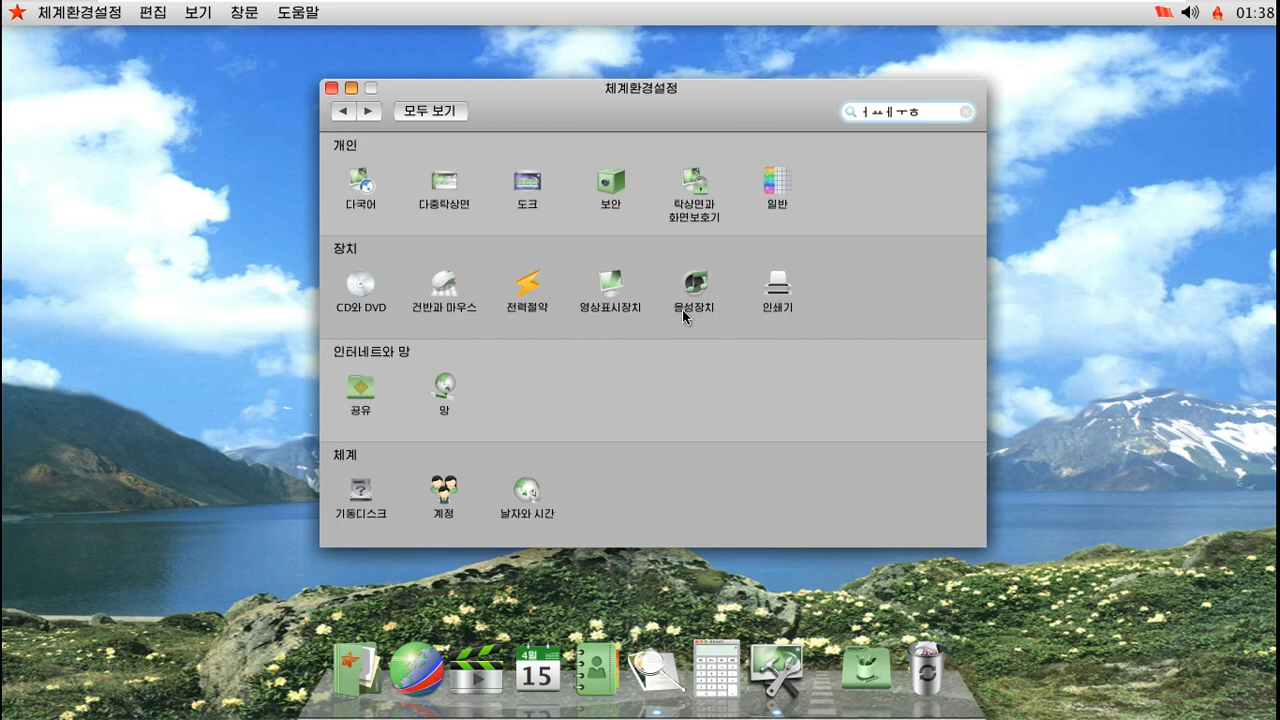 체계환경설정 편집 보기 창문 도움말 01:38
체계환경설정
모두 보기 ㅓㅛㅔㅜㅎ
개인
다국어 다중탁상면 도크 보안 탁상면과 일반
화면보호기
장치
CD와 DVD 건반과 마우스 전력절약 영상표시장치 음성장치 인쇄기
인터네트와 망
공유 망
체계
기동디스크 계정 날자와 시간
4월
15